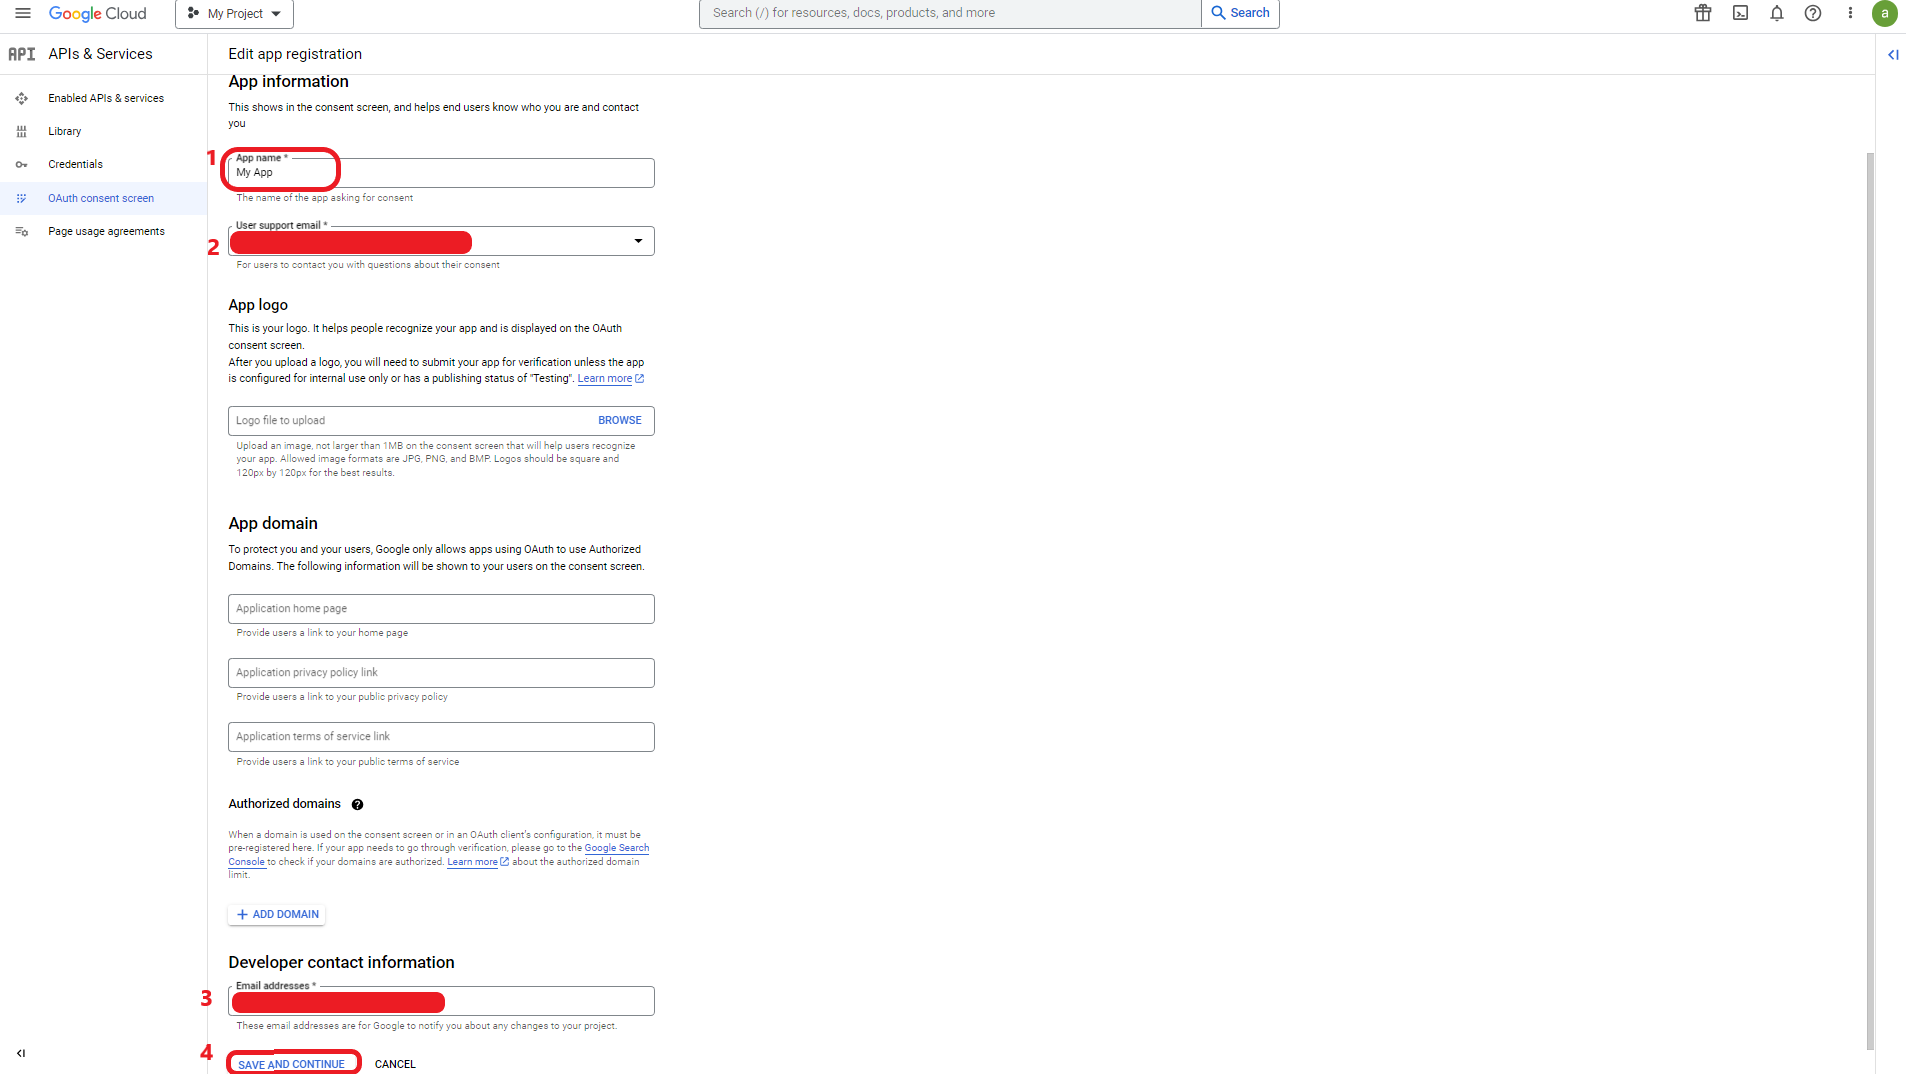 Google Cloud
My Project
Search (/) for resources, docs, products, and more
Search
a
API
APIs & Services
Edit app registration
Enabled APIs & services
Library
Credentials
OAuth consent screen
Page usage agreements
App information
This shows in the consent screen, and helps end users know who you are and contact
you
1
App name *
My App
The name of the app asking for consent
2
User support email *
For users to contact you with questions about their consent
App logo
This is your logo. It helps people recognize your app and is displayed on the OAuth
consent screen.
After you upload a logo, you will need to submit your app for verification unless the app
is configured for internal use only or has a publishing status of "Testing". Learn more
Logo file to upload
BROWSE
Upload an image, not larger than 1MB on the consent screen that will help users recognize
your app. Allowed image formats are JPG, PNG, and BMP. Logos should be square and
120px by 120px for the best results.
App domain
To protect you and your users, Google only allows apps using OAuth to use Authorized
Domains. The following information will be shown to your users on the consent screen.
Application home page
Provide users a link to your home page
Application privacy policy link
Provide users a link to your public privacy policy
Application terms of service link
Provide users a link to your public terms of service
Authorized domains
When a domain is used on the consent screen or in an OAuth client's configuration, it must be
pre-registered here. If your app needs to go through verification, please go to the Google Search
Console to check if your domains are authorized. Learn more about the authorized domain
limit.
ADD DOMAIN
Developer contact information
3
Email addresses *
These email addresses are for Google to notify you about any changes to your project.
4
SAVE AND CONTINUE
CANCEL